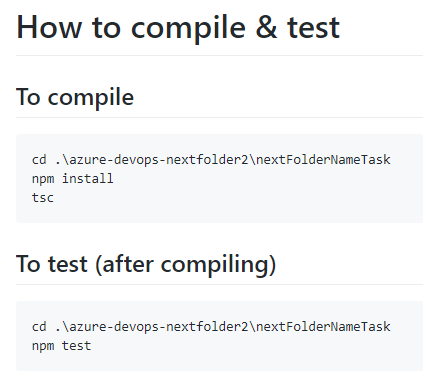 How to compile & test
To compile
cd .\azure-devops-nextfolder2\nextFolderNameTask
npm install
tsc
To test (after compiling)
cd .\azure-devops-nextfolder2\nextFolderNameTask
npm test